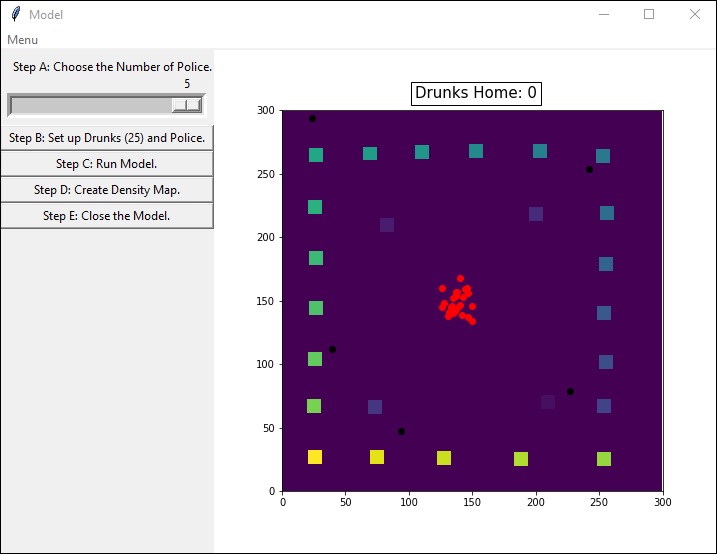 Model
Menu
Step A: Choose the Number of Police.
5
Step B: Set up Drunks (25) and Police.
Step C: Run Model.
Step D: Create Density Map.
Step E: Close the Model.
Drunks Home: 0
300
250
200
150
100
50
0
0 50 100 150 200 250 300